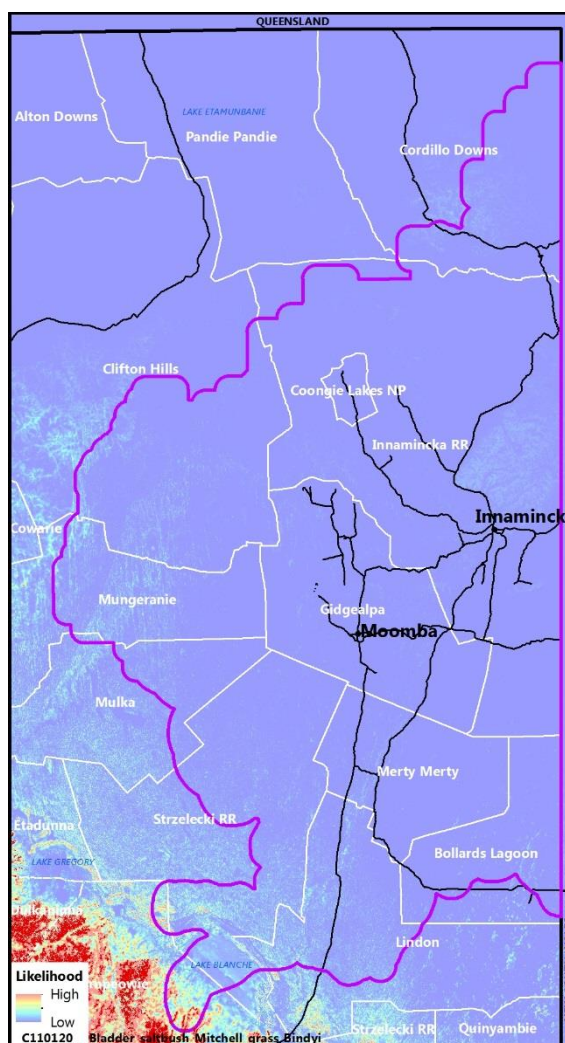 QUEENSLAND
Alton Downs
LAKE ETAMUNBANIE
Pandie Pandie
Cordillo Downs
Clifton Hills
Coongie Lakes NP
Innamincka RR
Cowarie
Innaminck
Mungeranie
Gidgealpa
Moomba
Mulka
Merty Merty
Strzelecki RR
Etadunna
LAKE GREGORY
Bollards Lagoon
Lindon
LAKE BLANCHE
Likelihood
High
Low
Strzelecki RR
Quinyambie
C110120 Bladder saltbush Mitchell grass Bindyi